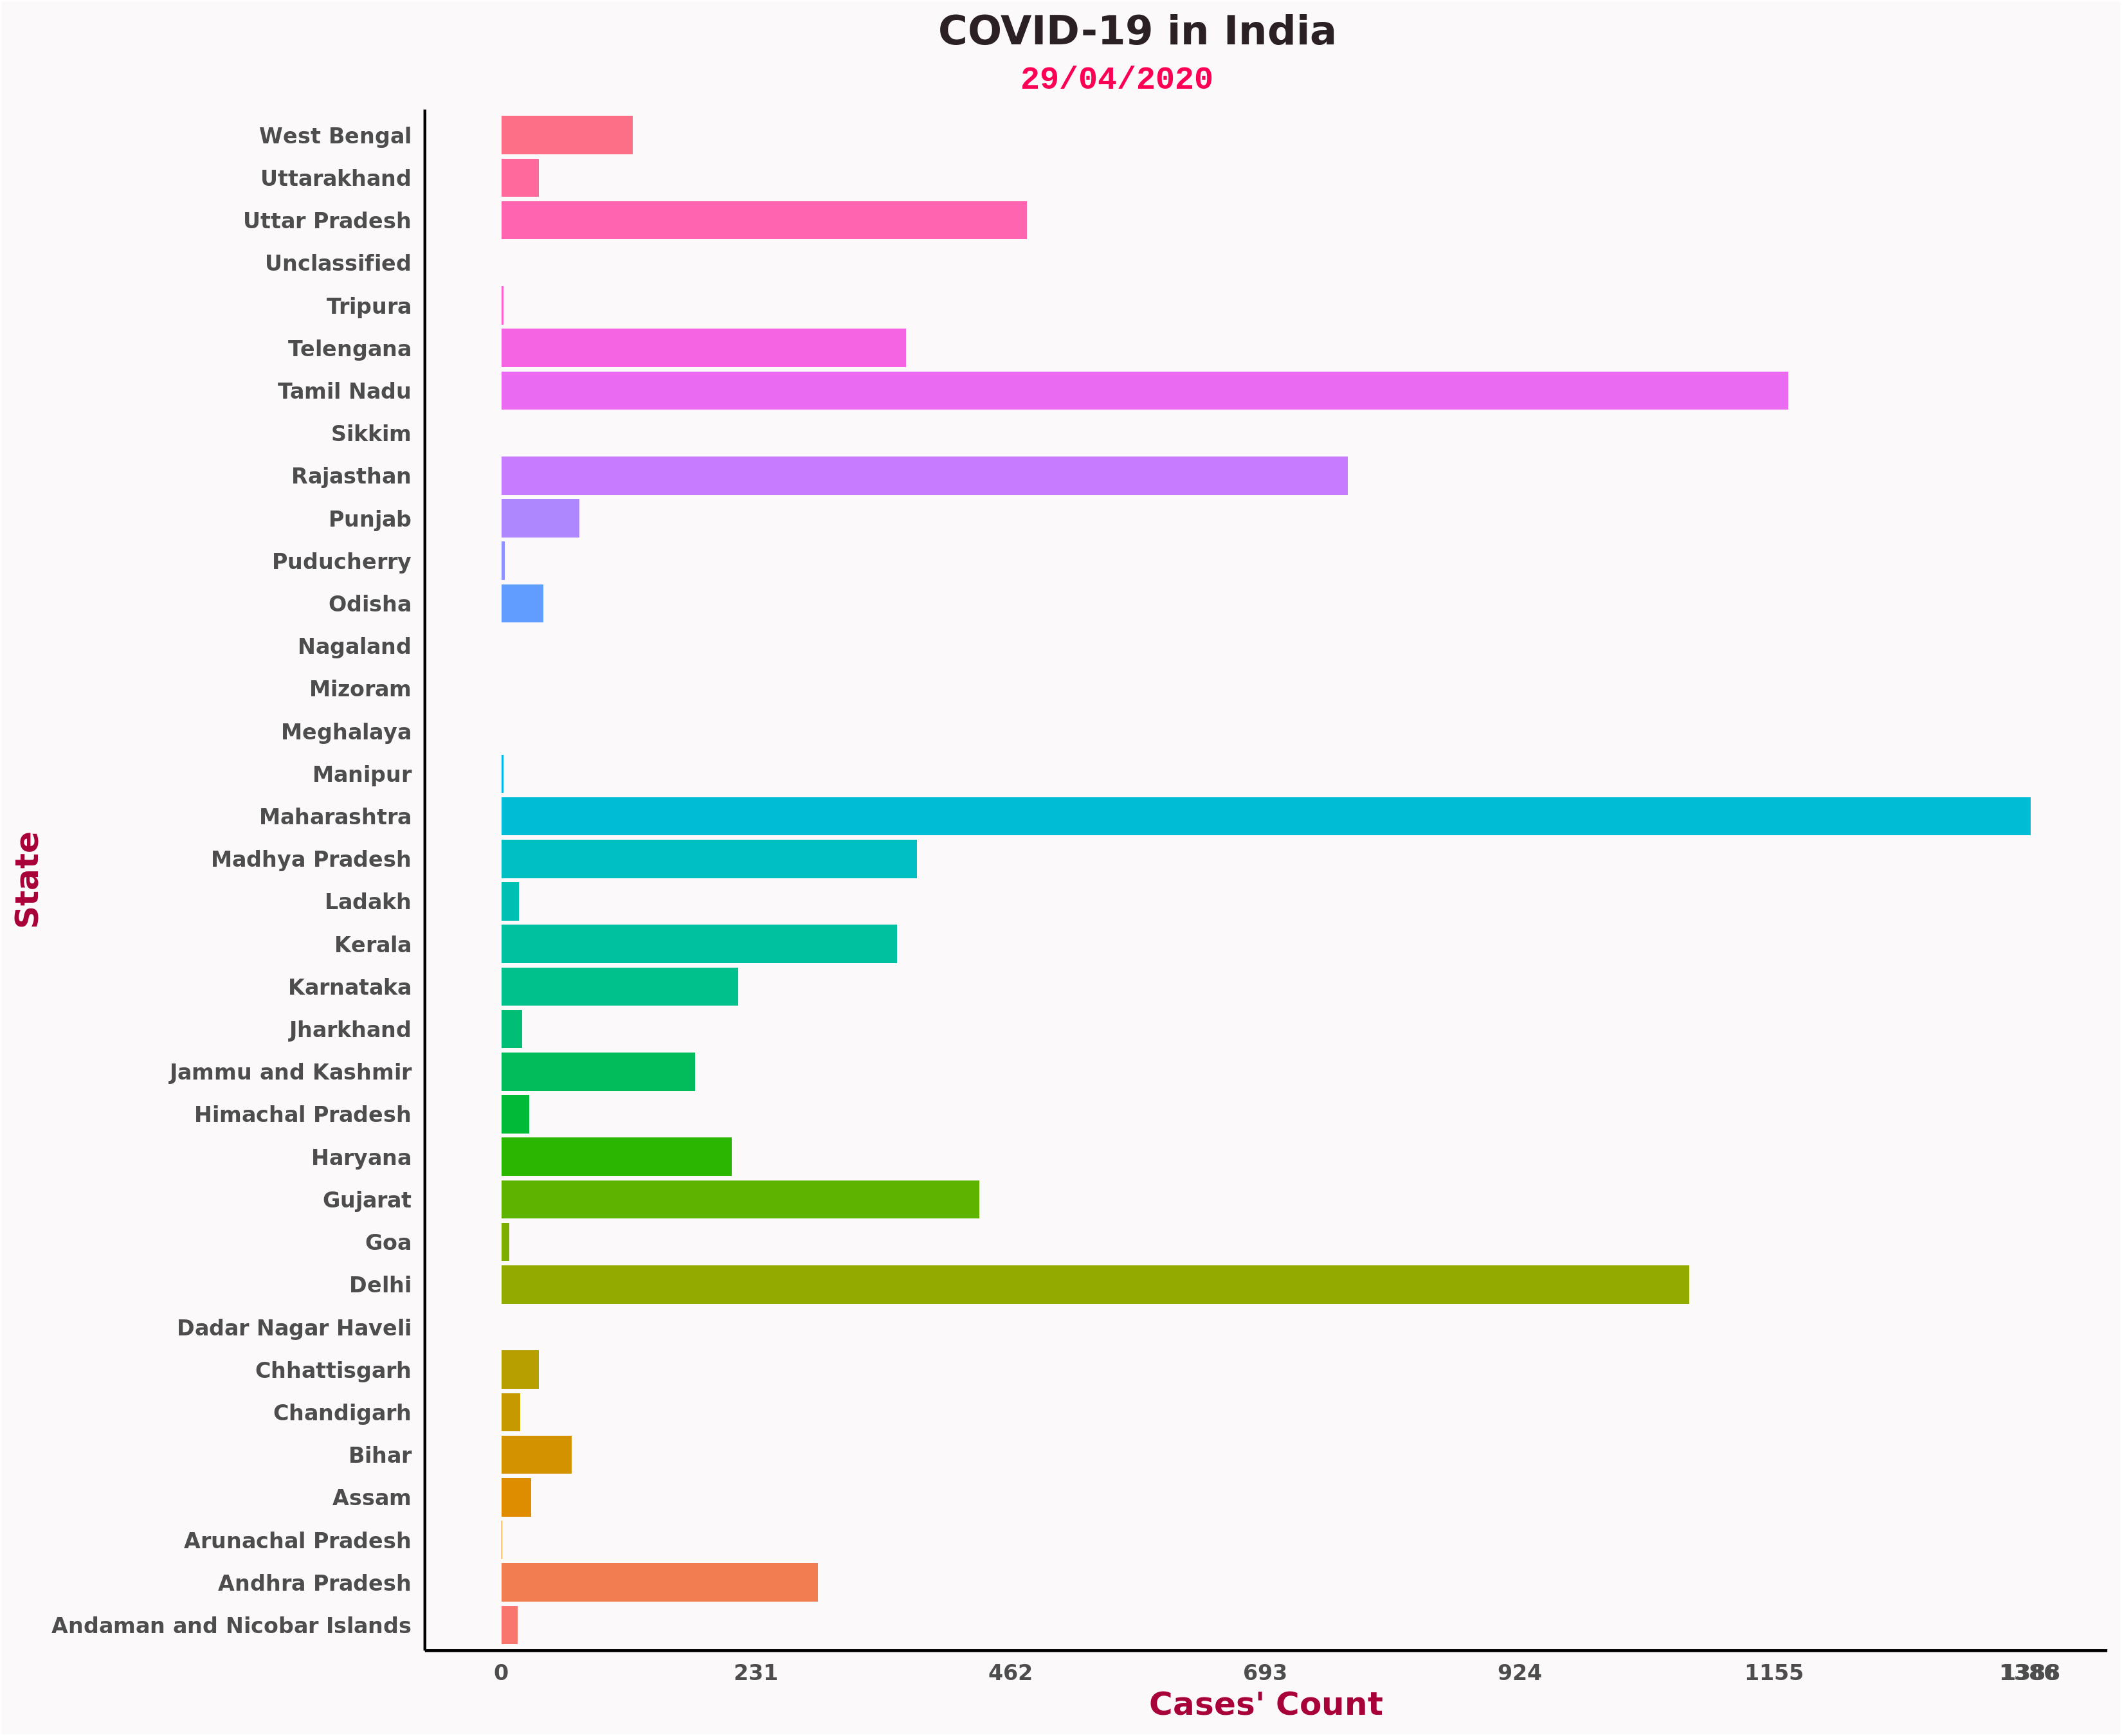 COVID-19 in India
29/04/2020
State
West Bengal
Uttarakhand
Uttar Pradesh
Unclassified
Tripura
Telengana
Tamil Nadu
Sikkim
Rajasthan
Punjab
Puducherry
Odisha
Nagaland
Mizoram
Meghalaya
Manipur
Maharashtra
Madhya Pradesh
Ladakh
Kerala
Karnataka
Jharkhand
Jammu and Kashmir
Himachal Pradesh
Haryana
Gujarat
Goa
Delhi
Dadar Nagar Haveli
Chhattisgarh
Chandigarh
Bihar
Assam
Arunachal Pradesh
Andhra Pradesh
Andaman and Nicobar Islands
0 231 462 693 924 1155
Cases' Count